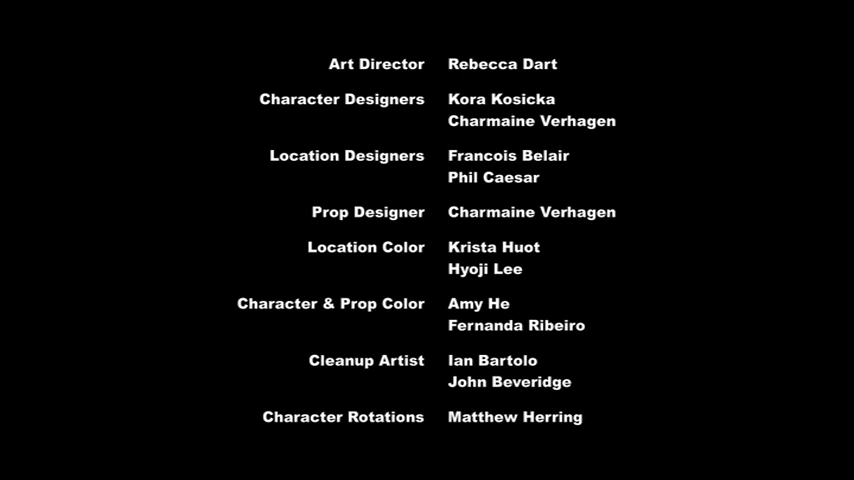 Art Director Rebecca Dart
Character Designers Kora Kosicka
Charmaine Verhagen
Location Designers Francois Belair
Phil Caesar
Prop Designer Charmaine Verhagen
Location Color Krista Huot
Hyoji Lee
Character & Prop Color Amy He
Fernanda Ribeiro
Cleanup Artist Ian Bartolo
John Beveridge
Character Rotations Matthew Herring